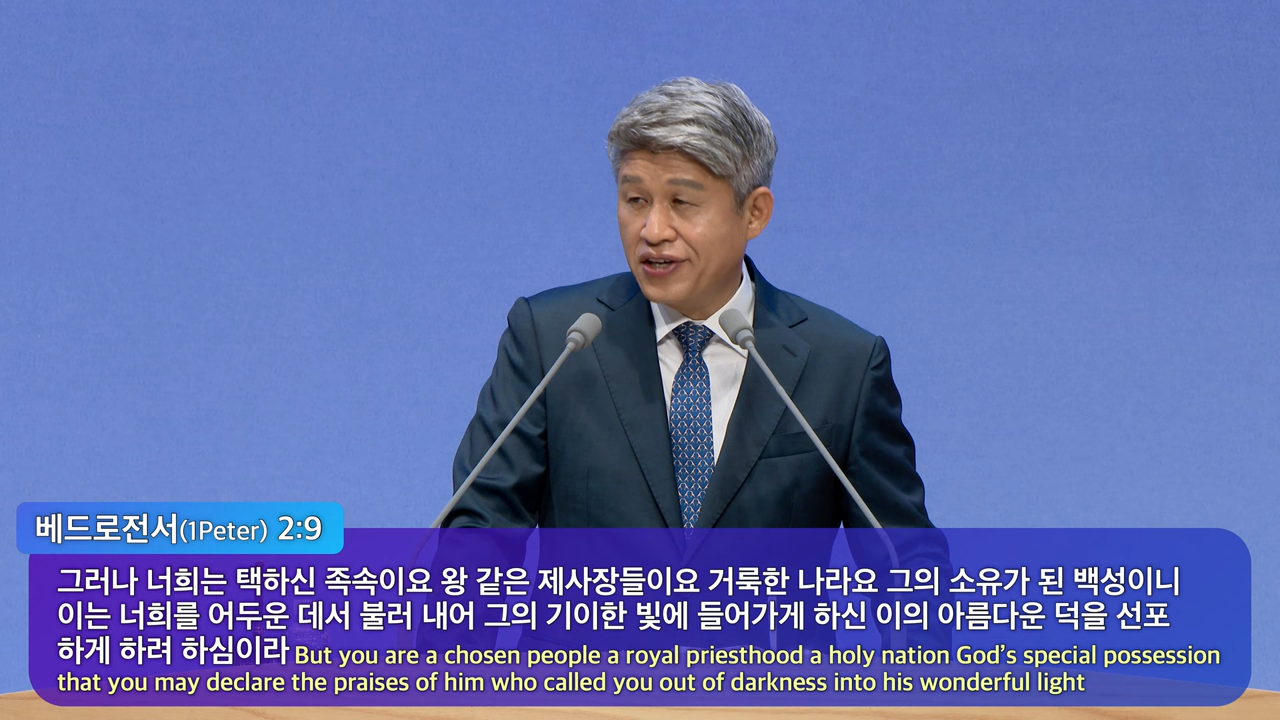 베드로전서(1Peter) 2:9
그러나 너희는 택하신 족속이요 왕 같은 제사장들이요 거룩한 나라요 그의 소유가 된 백성이니
이는 너희를 어두운 데서 불러 내어 그의 기이한 빛에 들어가게 하신 이의 아름다운 덕을 선포
하게 하려 하심이라 But you are a chosen people a royal priesthood a holy nation God’s special possession
that you may declare the praises of him who called you out of darkness into his wonderful light